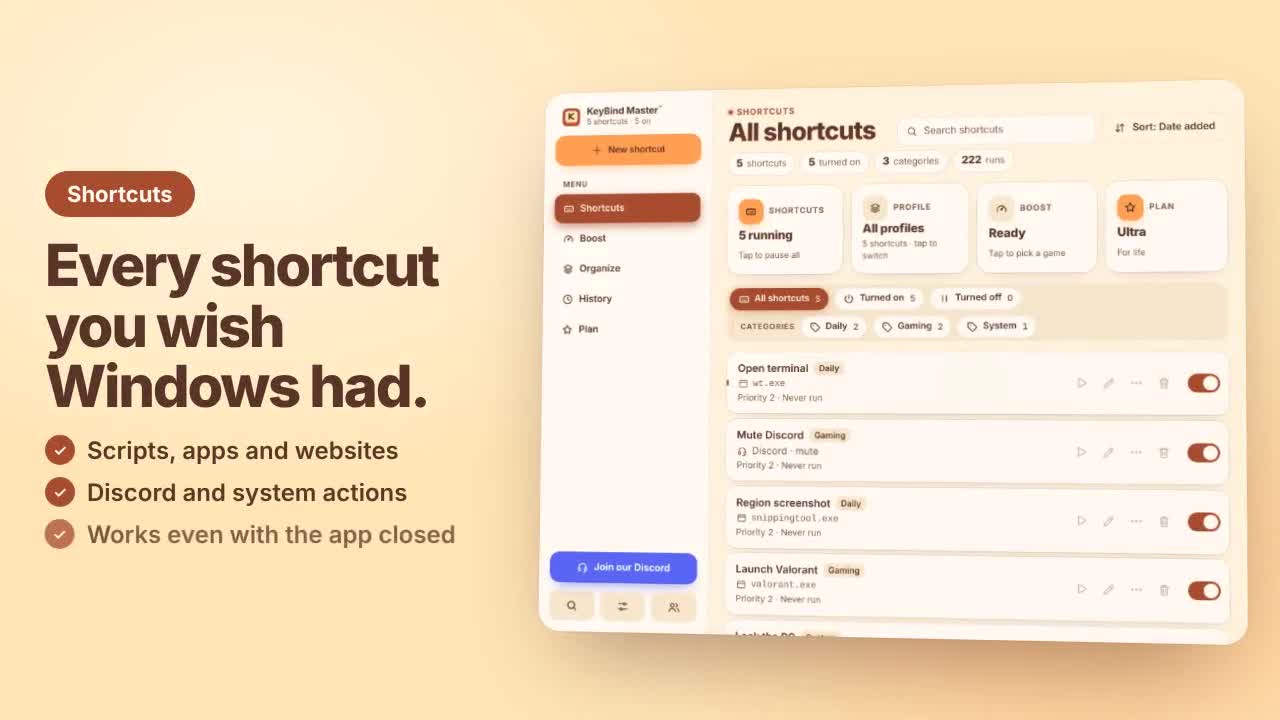 Shortcuts
Every shortcut
you wish
Windows had.
Scripts, apps and websites
Discord and system actions
Works even with the app closed
K
KeyBind Master
5 shortcuts · 5 on
+ New shortcut
MENU
Shortcuts
Boost
Organize
History
Plan
Join our Discord
SHORTCUTS
All shortcuts
Search shortcuts
Sort: Date added
5 shortcuts
5 turned on
3 categories
222 runs
SHORTCUTS
5 running
Tap to pause all
PROFILE
All profiles
5 shortcuts · tap to
switch
BOOST
Ready
Tap to pick a game
PLAN
Ultra
For life
All shortcuts 5
Turned on 5
Turned off 0
CATEGORIES
Daily 2
Gaming 2
System 1
Open terminal Daily
wt.exe
Priority 2 · Never run
Mute Discord Gaming
Discord · mute
Priority 2 · Never run
Region screenshot Daily
snippingtool.exe
Priority 2 · Never run
Launch Valorant Gaming
valorant.exe
Priority 2 · Never run